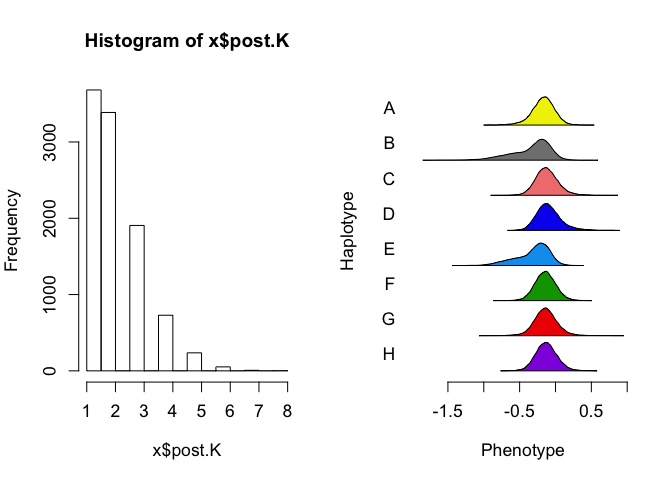 Histogram of x$post.K
Frequency
0
1000
2000
3000
1 2 3 4 5 6 7 8
x$post.K
Haplotype
A
B
C
D
E
F
G
H
-1.5 -0.5 0.5
Phenotype